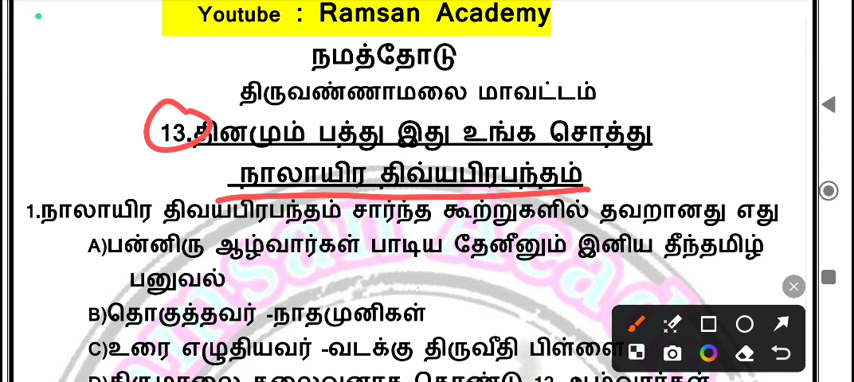 Youtube : Ramsan Academy
நமத்தோடு
திருவண்ணாமலை மாவட்டம்
13.தினமும் பத்து இது உங்க சொத்து
நாலாயிர திவ்யபிரபந்தம்
1.நாலாயிர திவயபிரபந்தம் சார்ந்த கூற்றுகளில் தவறானது எது
A)பன்னிரு ஆழ்வார்கள் பாடிய தேனீனும் இனிய தீந்தமிழ்
பனுவல்
B)தொகுத்தவர் -நாதமுனிகள்
C)உரை எழுதியவர் -வடக்கு திருவீதி பிள்ளை